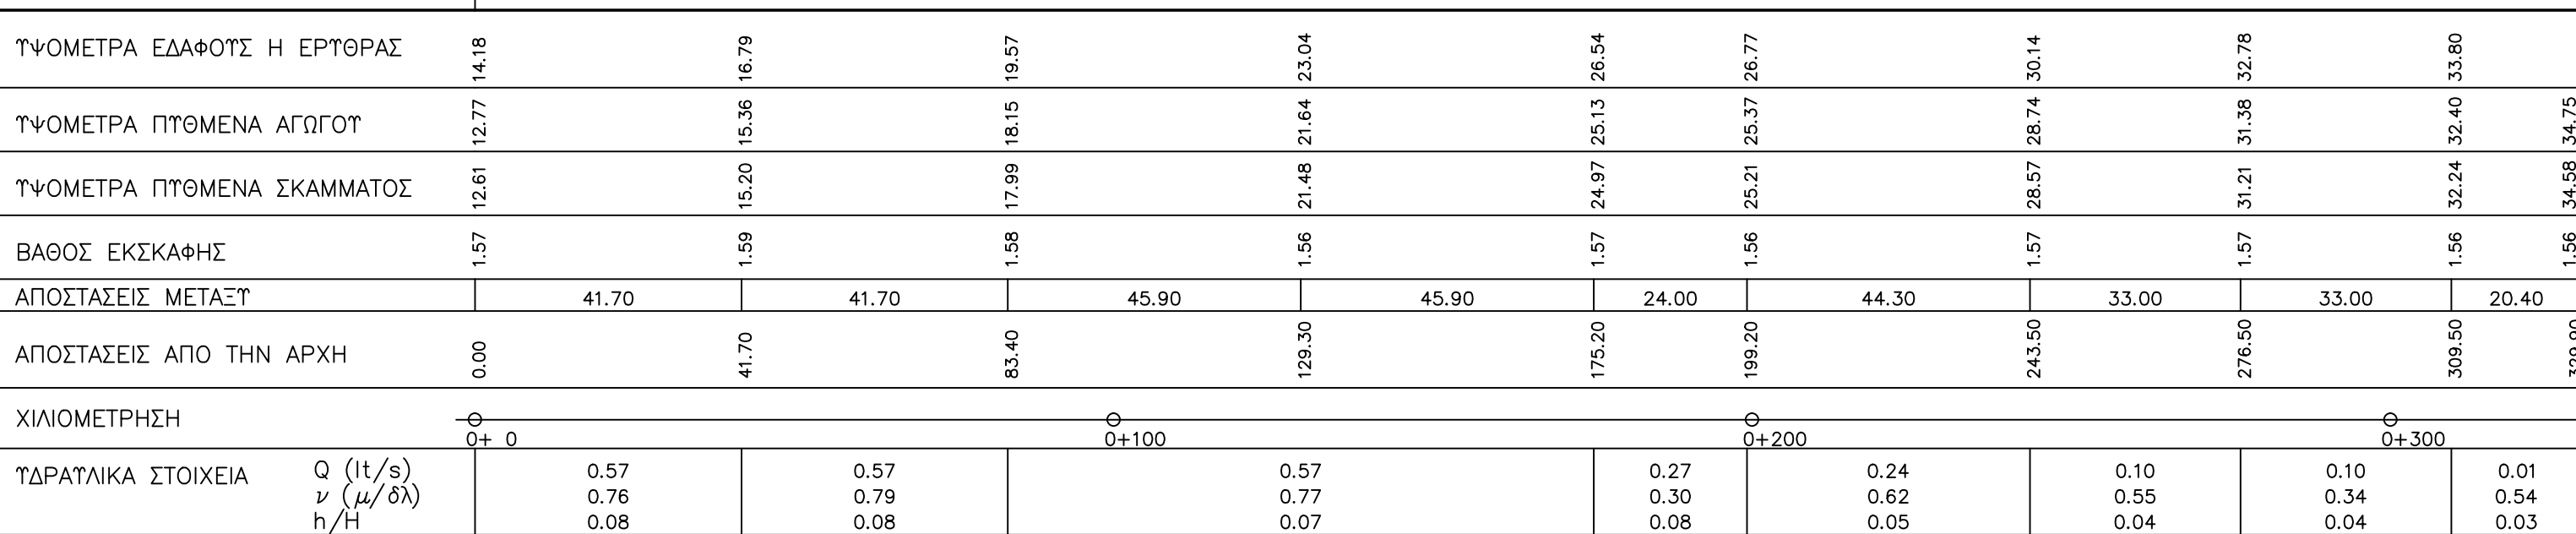 ΥΨΟΜΕΤΡΑ ΕΔΑΦΟΥΣ Η ΕΡΥΘΡΑΣ 14.18 16.79 19.57 23.04 26.54 26.77 30.14 32.78 33.80
ΥΨΟΜΕΤΡΑ ΠΥΘΜΕΝΑ ΑΓΩΓΟΥ 12.77 15.36 18.15 21.64 25.13 25.37 28.74 31.38 32.40 34.75
ΥΨΟΜΕΤΡΑ ΠΥΘΜΕΝΑ ΣΚΑΜΜΑΤΟΣ 12.61 15.20 17.99 21.48 24.97 25.21 28.57 31.21 32.24 34.58
ΒΑΘΟΣ ΕΚΣΚΑΦΗΣ 1.57 1.59 1.58 1.56 1.57 1.56 1.57 1.57 1.56 1.56
ΑΠΟΣΤΑΣΕΙΣ ΜΕΤΑΞΥ 41.70 41.70 45.90 45.90 24.00 44.30 33.00 33.00 20.40
ΑΠΟΣΤΑΣΕΙΣ ΑΠΟ ΤΗΝ ΑΡΧΗ 0.00 41.70 83.40 129.30 175.20 199.20 243.50 276.50 309.50
ΧΙΛΙΟΜΕΤΡΗΣΗ
0+ 0 0+100 0+200 0+300
ΥΔΡΑΥΛΙΚΑ ΣΤΟΙΧΕΙΑ Q (lt/s) 0.57 0.57 0.57 0.27 0.24 0.10 0.10 0.01
ν (μ/δλ) 0.76 0.79 0.77 0.30 0.62 0.55 0.34 0.54
h/H 0.08 0.08 0.07 0.08 0.05 0.04 0.04 0.03